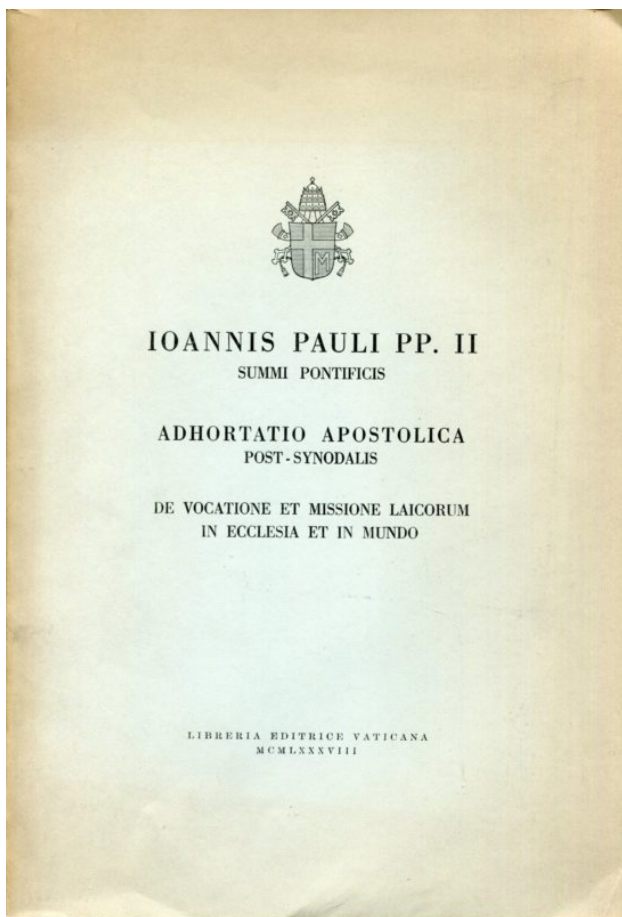 M
IOANNIS PAULI PP. II
SUMMI PONTIFICIS
ADHORTATIO APOSTOLICA
POST-SYNODALIS
DE VOCATIONE ET MISSIONE LAICORUM
IN ECCLESIA ET IN MUNDO
LIBRERIA EDITRICE VATICANA
MCMLXXXVIII